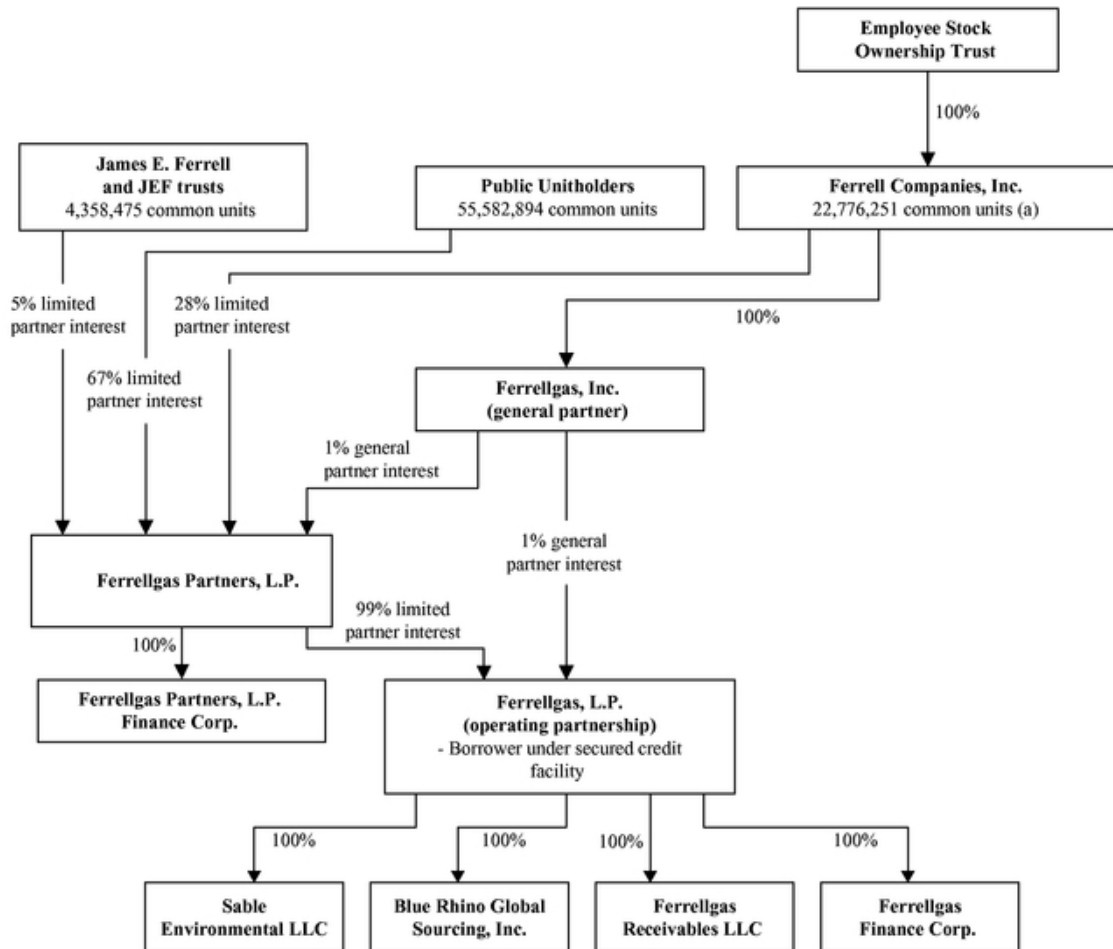 Employee Stock
Ownership Trust
100%
James E. Ferrell
and JEF trusts
4,358,475 common units
Public Unitholders
55,582,894 common units
Ferrell Companies, Inc.
22,776,251 common units (a)
5% limited
partner interest
28% limited
partner interest
100%
67% limited
partner interest
Ferrellgas, Inc.
(general partner)
1% general
partner interest
1% general
partner interest
Ferrellgas Partners, L.P.
99% limited
partner interest
100%
Ferrellgas Partners, L.P.
Finance Corp.
Ferrellgas, L.P.
(operating partnership)
- Borrower under secured credit
facility
100%
100%
100%
100%
Sable
Environmental LLC
Blue Rhino Global
Sourcing, Inc.
Ferrellgas
Receivables LLC
Ferrellgas
Finance Corp.